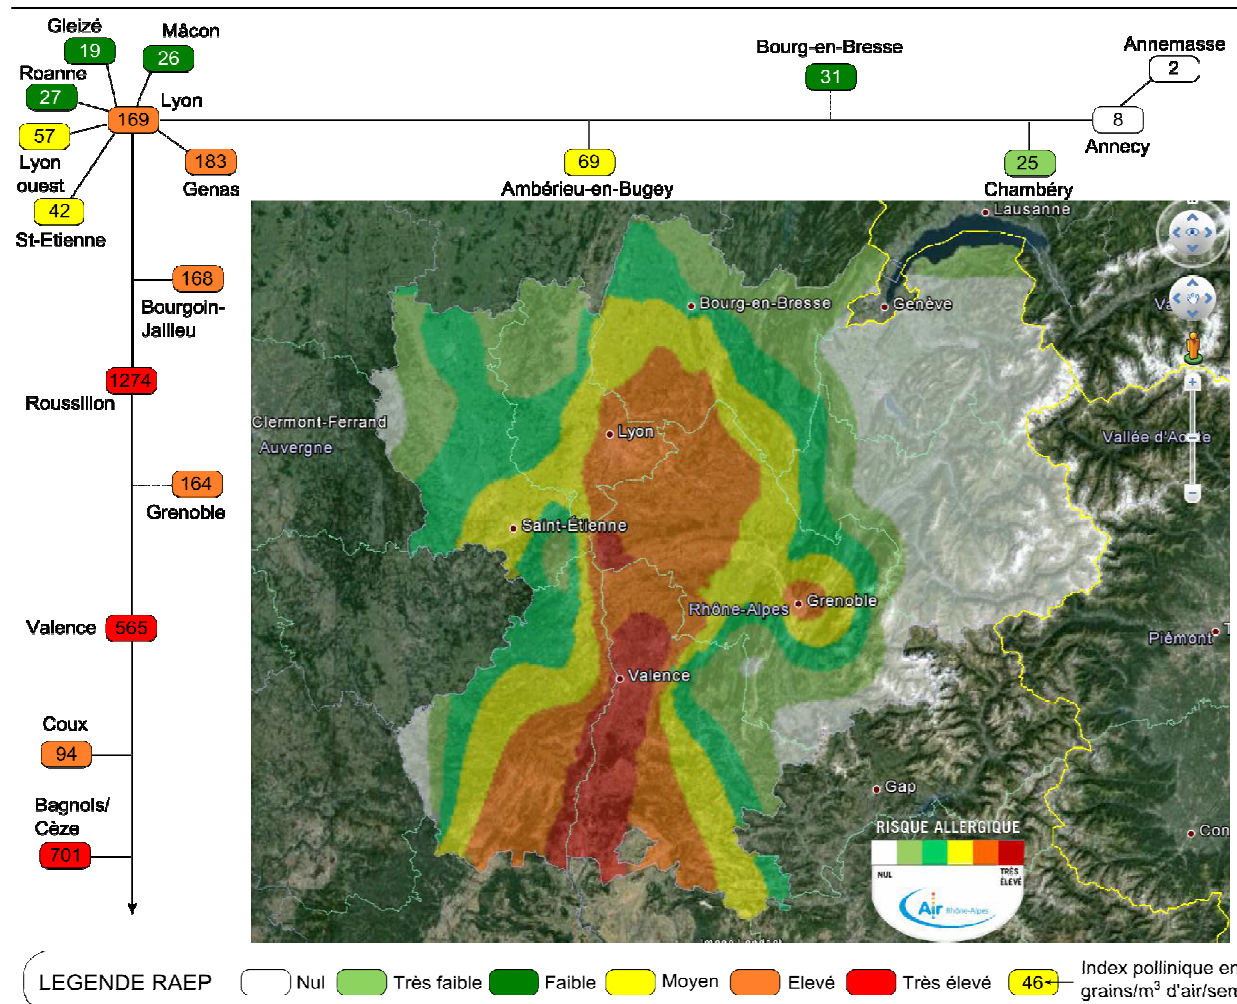 Gleizé
19
Mâcon
26
Roanne
27
Lyon
169
57
Lyon
ouest
183
Genas
42
St-Etienne
69
Ambérieu-en-Bugey
Bourg-en-Bresse
31
Annemasse
2
8
Annecy
25
Chambéry
168
Bourgoin-
Jallieu
1274
Roussillon
164
Grenoble
Valence
565
Coux
94
Bagnols/
Cèze
701
Lausanne
Bourg-en-Bresse
Genève
Va
Clermont-Ferrand
Auvergne
Lyon
Vallée d'Aoste
Saint-Étienne
Rhône-Alpes
Grenoble
Piémont
T
Valence
Gap
Con
RISQUE ALLERGIQUE
NUL
TRÈS
ÉLEVÉ
Air Rhône-Alpes
LEGENDE RAEP
Nul
Très faible
Faible
Moyen
Elevé
Très élevé
46
Index pollinique en
grains/m³ d'air/sem